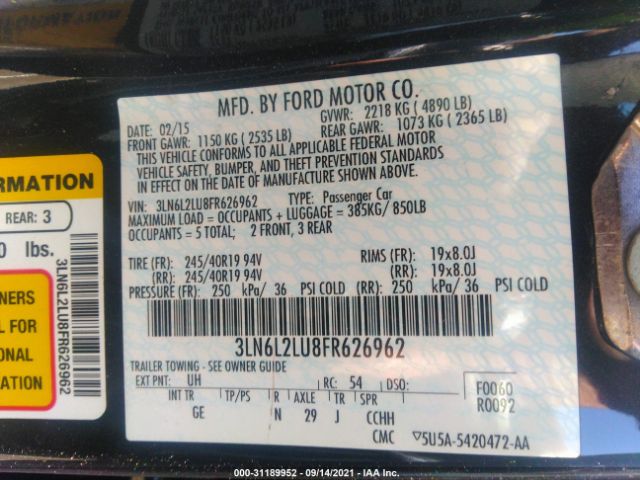 MFD. BY FORD MOTOR CO.
DATE: 02/15 GVWR: 2218 KG ( 4890 LB)
FRONT GAWR: 1150 KG ( 2535 LB) REAR GAWR: 1073 KG ( 2365 LB)
THIS VEHICLE CONFORMS TO ALL APPLICABLE FEDERAL MOTOR
VEHICLE SAFETY, BUMPER, AND THEFT PREVENTION STANDARDS
IN EFFECT ON THE DATE OF MANUFACTURE SHOWN ABOVE.
VIN: 3LN6L2LU8FR626962 TYPE: Passenger Car
MAXIMUM LOAD = OCCUPANTS + LUGGAGE = 385KG/ 850LB
OCCUPANTS = 5 TOTAL; 2 FRONT, 3 REAR
TIRE (FR): 245/40R19 94V RIMS (FR): 19x8.0J
(RR): 245/40R19 94V (RR): 19x8.0J
PRESSURE (FR): 250 kPa/ 36 PSI COLD (RR): 250 kPa/ 36 PSI COLD
3LN6L2LU8FR626962
TRAILER TOWING - SEE OWNER GUIDE
EXT PNT: UH RC: 54 DSO:
INT TR TP/PS R AXLE TR SPR
GE N 29 J CCHH
F0060
R0092
CMC ▽5U5A-5420472-AA
RMATION
REAR: 3
0 lbs.
NERS
L FOR
ONAL
ATION
3LN6L2LU8FR626962
000-31189952 - 09/14/2021 - IAA Inc.